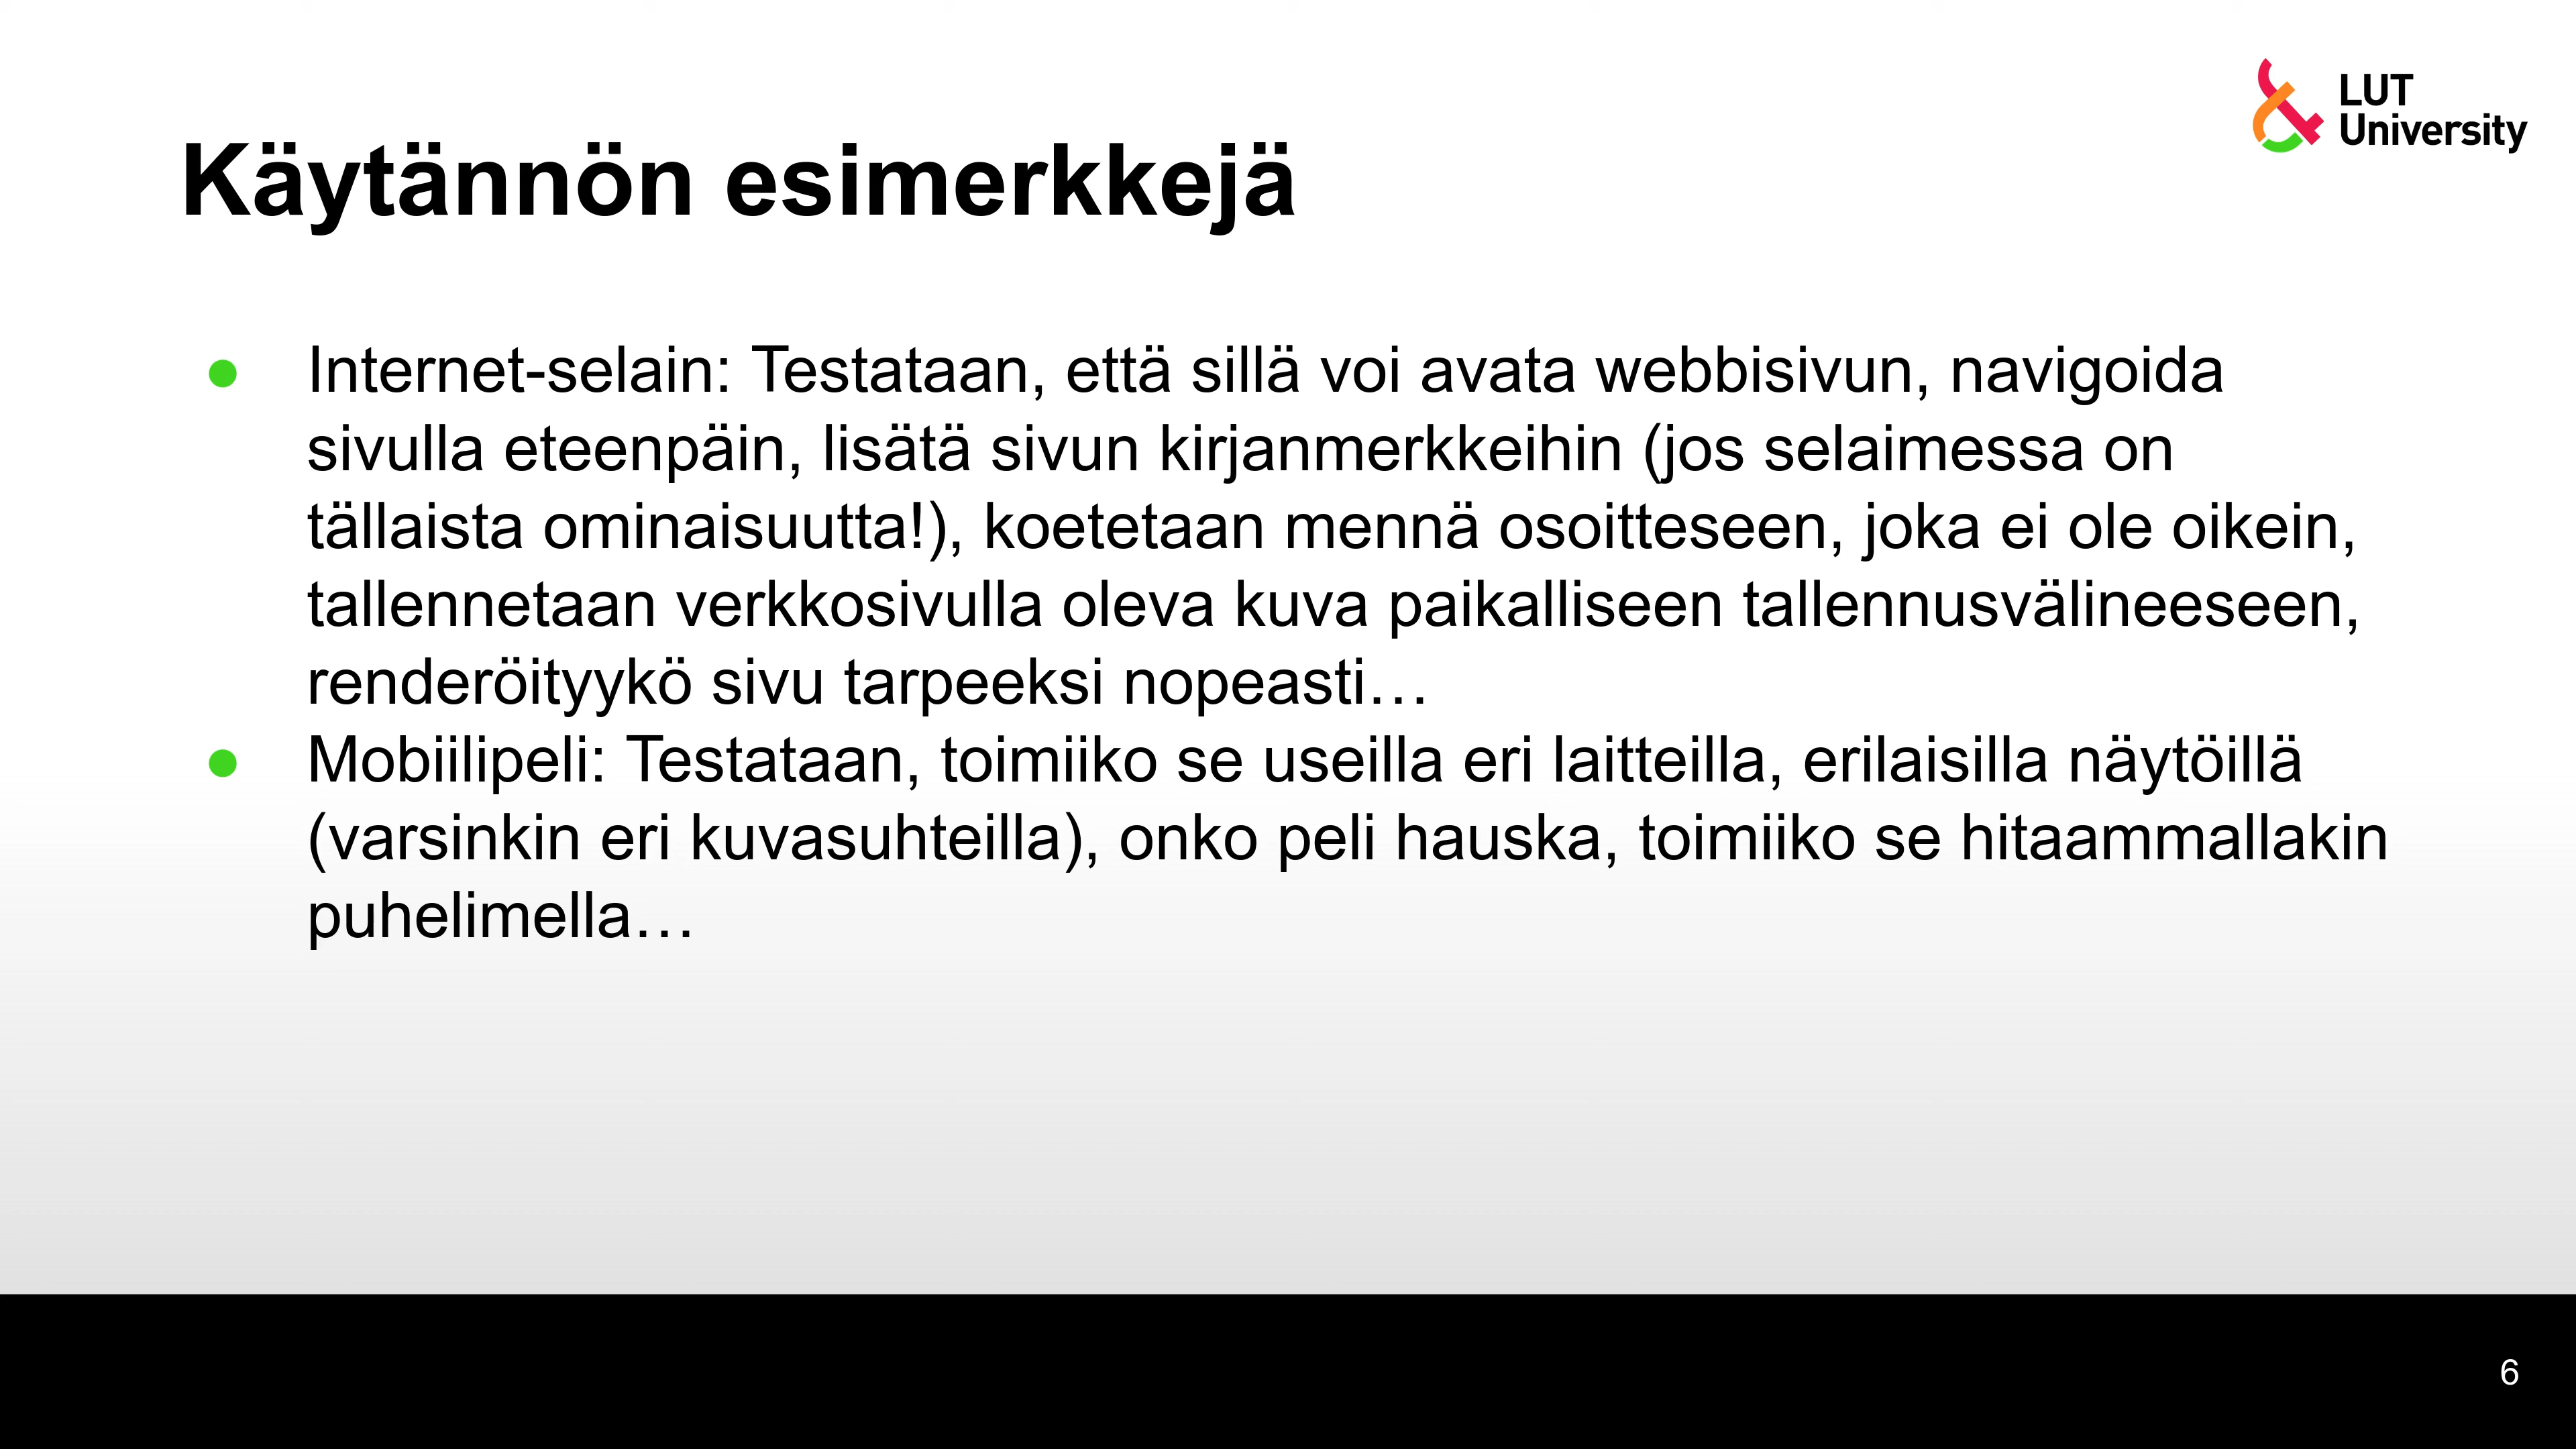 LUT
University
Käytännön esimerkkejä
Internet-selain: Testataan, että sillä voi avata webbisivun, navigoida
sivulla eteenpäin, lisätä sivun kirjanmerkkeihin (jos selaimessa on
tällaista ominaisuutta!), koetetaan mennä osoitteseen, joka ei ole oikein,
tallennetaan verkkosivulla oleva kuva paikalliseen tallennusvälineeseen,
renderöityykö sivu tarpeeksi nopeasti…
Mobiilipeli: Testataan, toimiiko se useilla eri laitteilla, erilaisilla näytöillä
(varsinkin eri kuvasuhteilla), onko peli hauska, toimiiko se hitaammallakin
puhelimella…
6